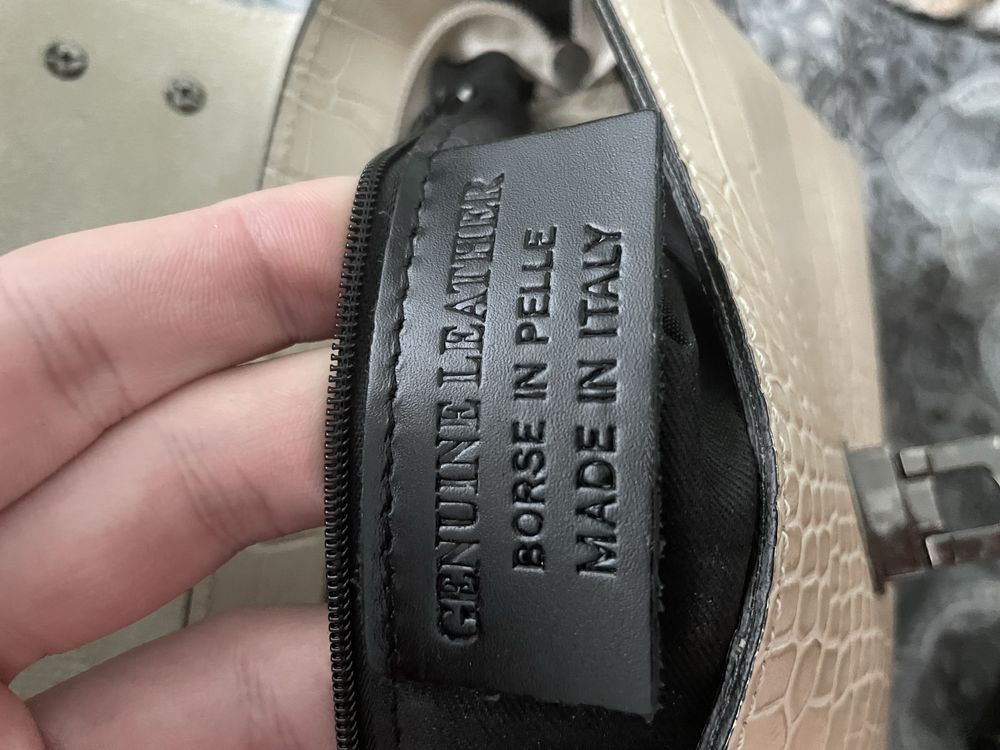 GENUINE LEATHER
BORSE IN PELLE
MADE IN ITALY